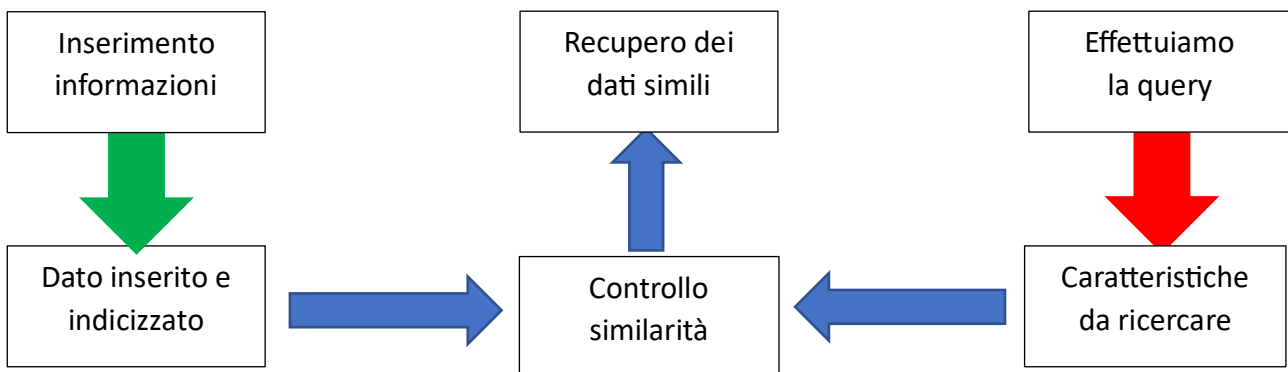 Inserimento
informazioni
Recupero dei
dati simili
Effettuiamo
la query
Dato inserito e
indicizzato
Controllo
similarità
Caratteristiche
da ricercare